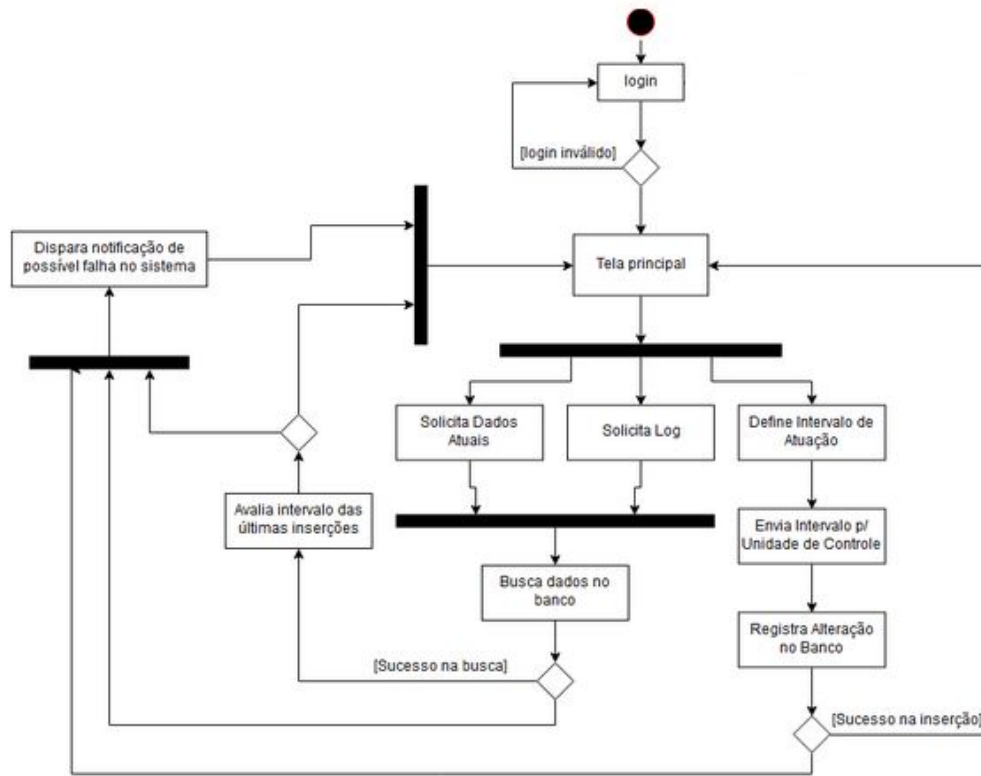 login
[login inválido]
Dispara notificação de
possível falha no sistema
Tela principal
Solicita Dados
Atuais
Solicita Log
Define Intervalo de
Atuação
Avalia intervalo das
últimas inserções
Envia Intervalo p/
Unidade de Controle
Busca dados no
banco
Registra Alteração
no Banco
[Sucesso na busca]
[Sucesso na inserção]